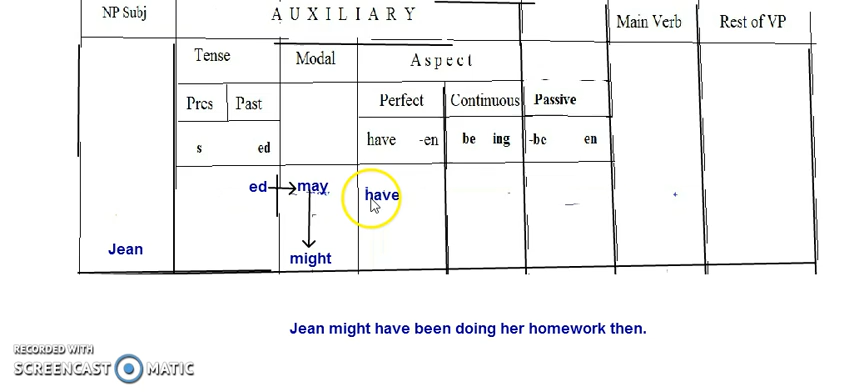 NP Subj
AUXILIARY
Main Verb
Rest of VP
Tense
Modal
Aspect
Pres
Past
Perfect
Continuous
Passive
s
ed
have -en
be ing
-be en
ed
may
have
Jean
might
Jean might have been doing her homework then.
RECORDED WITH
SCREENCAST MATIC